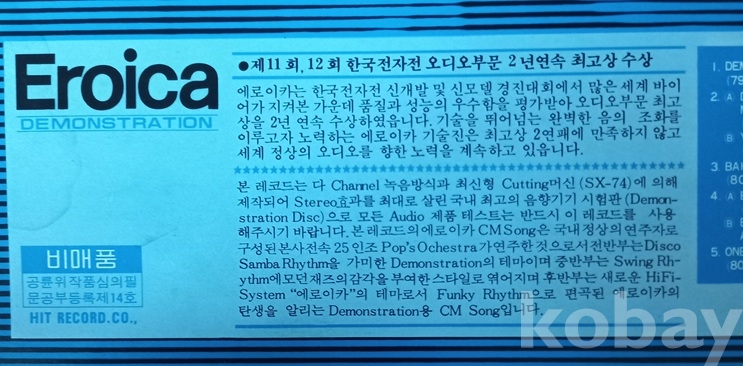 Eroica
DEMONSTRATION
비매품
공륜위작품심의필
문공부등록제14호
HIT RECORD.CO.,
●제11회, 12회 한국전자전 오디오부문 2년연속 최고상 수상
에로이카는 한국전자전 신개발 및 신모델 경진대회에서 많은 세계 바이
어가 지켜본 가운데 품질과 성능의 우수함을 평가받아 오디오부문 최고
상을 2년 연속 수상하였읍니다. 기술을 뛰어넘는 완벽한 음의 조화를
이루고자 노력하는 에로이카 기술진은 최고상 2연패에 만족하지 않고
세계 정상의 오디오를 향한 노력을 계속하고 있읍니다.
본 레코드는 다 Channel 녹음방식과 최신형 Cutting머신(SX-74)에 의해
제작되어 Stereo효과를 최대로 살린 국내 최고의 음향기기 시험판(Demon-
stration Disc)으로 모든 Audio 제품 테스트는 반드시 이 레코드를 사용
해주시기 바랍니다. 본 레코드의 에로이카 CM Song은 국내 정상의 연주자로
구성된 본사 전속 25인조 Pop's Ochestra가 연주한 것으로서 전반부는 Disco
Samba Rhythm을 가미한 Demonstration의 테마이며 중반부는 Swing Rh-
ythm에 모던 재즈의 감각을 부여한 스타일로 엮어지며 후반부는 새로운 HiFi-
System "에로이카"의 테마로서 Funky Rhythm으로 편곡된 에로이카의
탄생을 알리는 Demonstration용 CM Song입니다.
1. DEM
(79
2. Ⓐ D
Ⓑ Y
3. BA
(80
4. Ⓐ E
Ⓑ E
5. ONE
(80
kobay